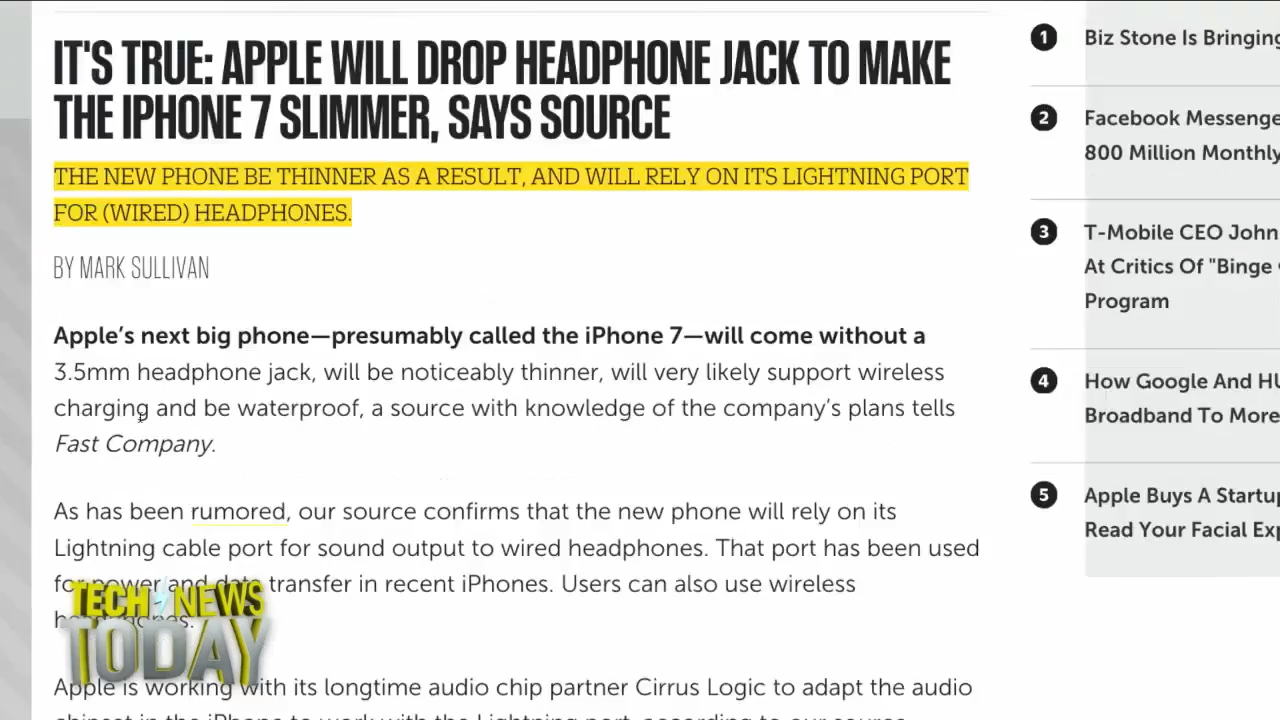 IT'S TRUE: APPLE WILL DROP HEADPHONE JACK TO MAKE
THE IPHONE 7 SLIMMER, SAYS SOURCE
THE NEW PHONE BE THINNER AS A RESULT, AND WILL RELY ON ITS LIGHTNING PORT
FOR (WIRED) HEADPHONES.
BY MARK SULLIVAN
Apple’s next big phone—presumably called the iPhone 7—will come without a
3.5mm headphone jack, will be noticeably thinner, will very likely support wireless
charging and be waterproof, a source with knowledge of the company’s plans tells
Fast Company.
As has been rumored, our source confirms that the new phone will rely on its
Lightning cable port for sound output to wired headphones. That port has been used
for power and data transfer in recent iPhones. Users can also use wireless
headphones.
Apple is working with its longtime audio chip partner Cirrus Logic to adapt the audio
chipset in the iPhone to work with the Lightning port, according to our source.
1 Biz Stone Is Bringing
2 Facebook Messenge
800 Million Monthly
3 T-Mobile CEO John
At Critics Of "Binge
Program
4 How Google And HU
Broadband To More
5 Apple Buys A Startup
Read Your Facial Exp
TECH NEWS
TODAY